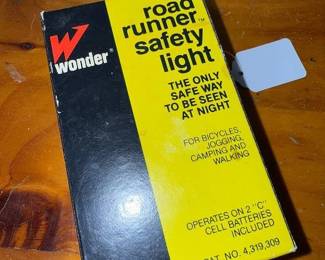 W
wonder®
road
runner™
safety
light
THE ONLY
SAFE WAY
TO BE SEEN
AT NIGHT
FOR BICYCLES,
JOGGING,
CAMPING AND
WALKING
OPERATES ON 2 "C"
CELL BATTERIES
INCLUDED
PAT. NO. 4,319,309